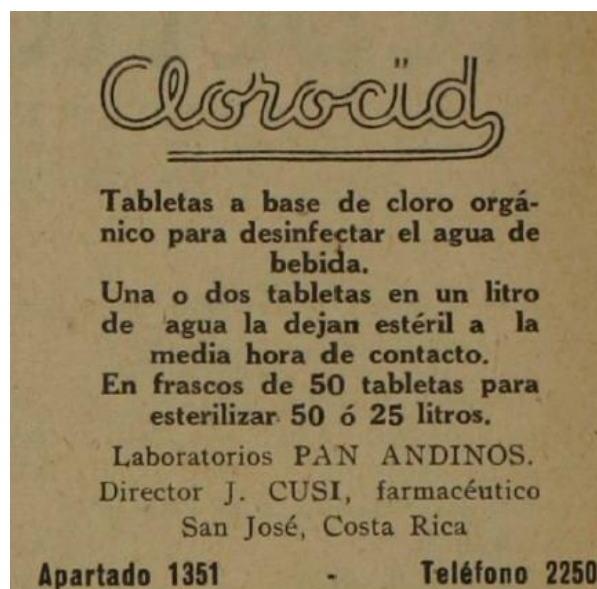 Clorocïd
Tabletas a base de cloro orgá-
nico para desinfectar el agua de
bebida.
Una o dos tabletas en un litro
de agua la dejan estéril a la
media hora de contacto.
En frascos de 50 tabletas para
esterilizar 50 ó 25 litros.
Laboratorios PAN ANDINOS.
Director J. CUSI, farmacéutico
San José, Costa Rica
Apartado 1351 - Teléfono 2250